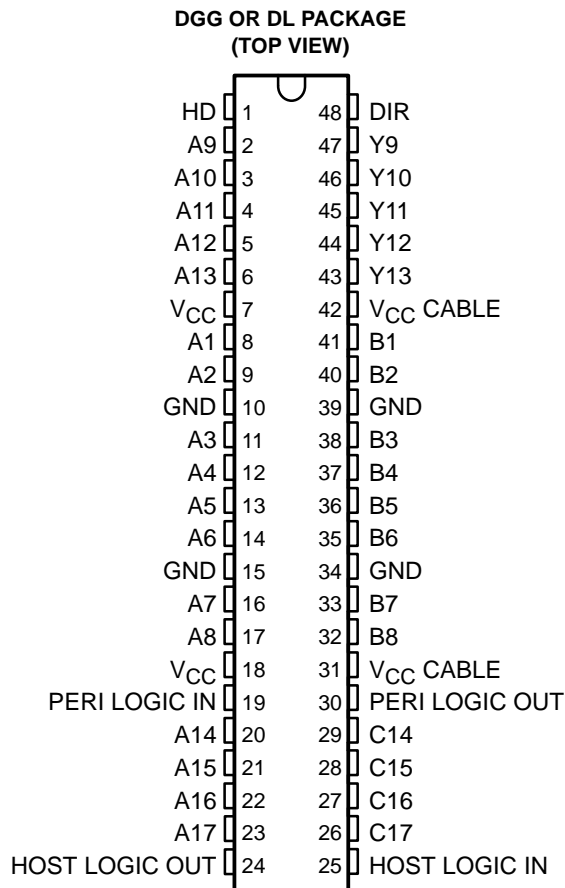 DGG OR DL PACKAGE
(TOP VIEW)
HD 1 48 DIR
A9 2 47 Y9
A10 3 46 Y10
A11 4 45 Y11
A12 5 44 Y12
A13 6 43 Y13
VCC 7 42 VCC CABLE
A1 8 41 B1
A2 9 40 B2
GND 10 39 GND
A3 11 38 B3
A4 12 37 B4
A5 13 36 B5
A6 14 35 B6
GND 15 34 GND
A7 16 33 B7
A8 17 32 B8
VCC 18 31 VCC CABLE
PERI LOGIC IN 19 30 PERI LOGIC OUT
A14 20 29 C14
A15 21 28 C15
A16 22 27 C16
A17 23 26 C17
HOST LOGIC OUT 24 25 HOST LOGIC IN